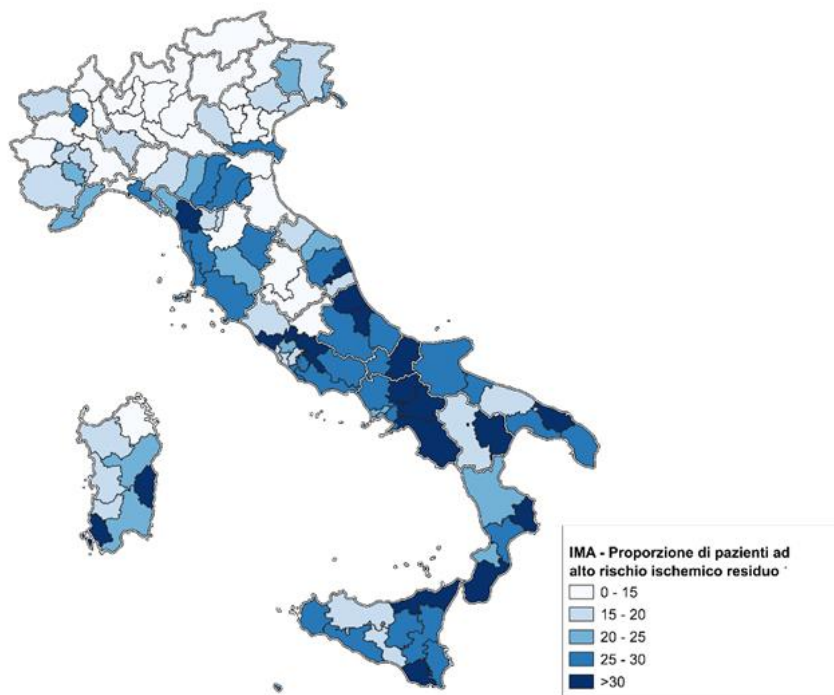 IMA - Proporzione di pazienti ad
alto rischio ischemico residuo
0 - 15
15 - 20
20 - 25
25 - 30
>30